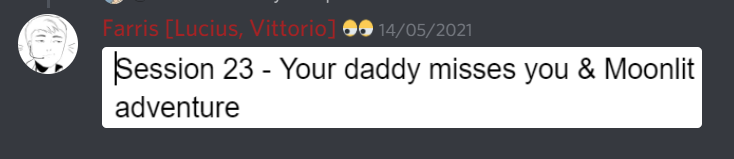 Farris [Lucius, Vittorio] 👀 14/05/2021
Session 23 - Your daddy misses you & Moonlit
adventure